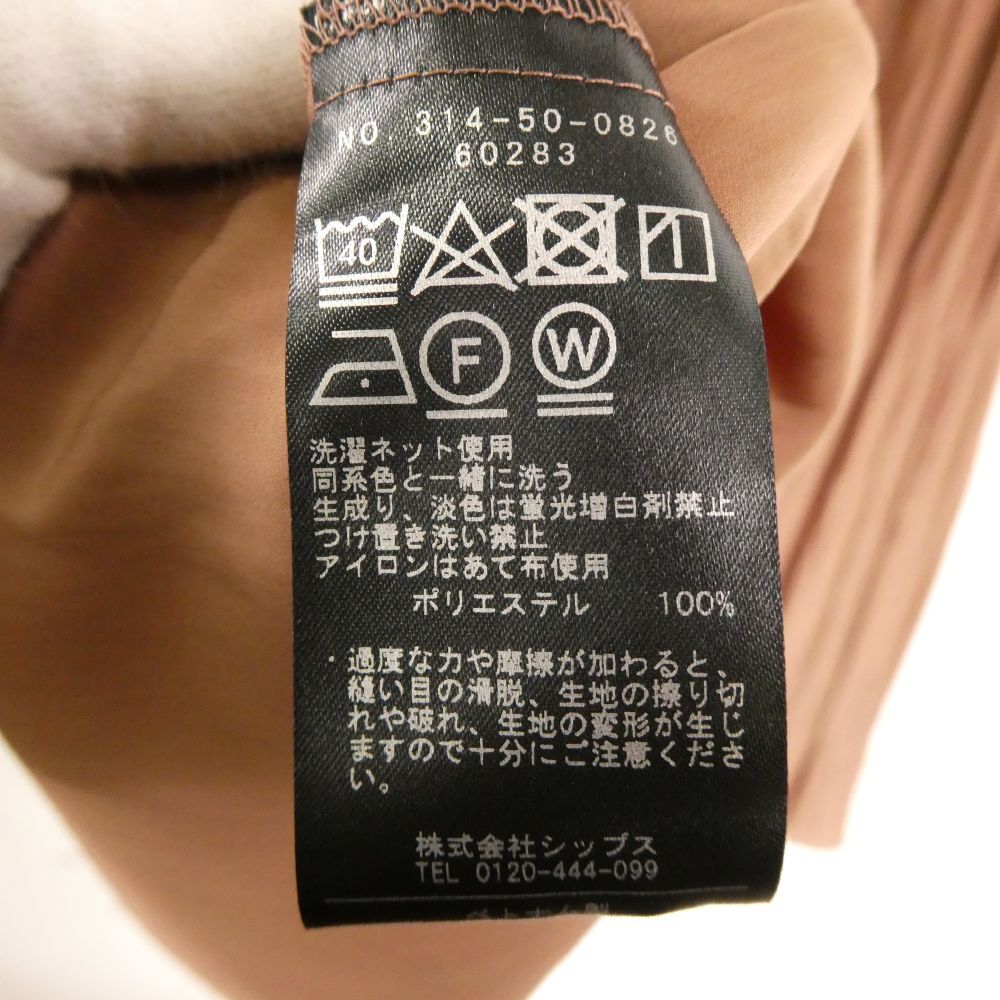 NO 314-50-0826
60283
40
F
W
洗濯ネット使用
同系色と一緒に洗う
生成り、淡色は蛍光増白剤禁止
つけ置き洗い禁止
アイロンはあて布使用
ポリエステル 100%
・過度な力や摩擦が加わると、
縫い目の滑脱、生地の擦り切
れや破れ、生地の変形が生じ
ますので十分にご注意くださ
い。
株式会社シップス
TEL 0120-444-099